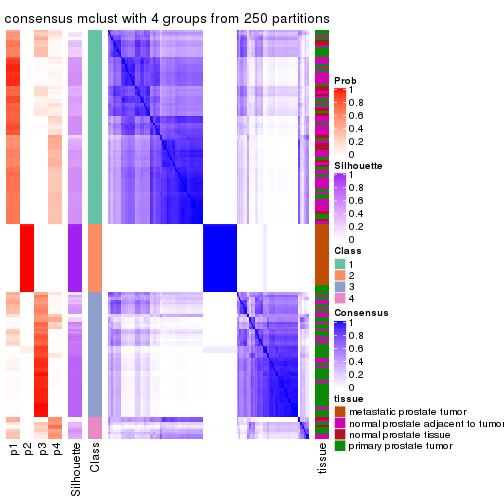 consensus mclust with 4 groups from 250 partitions
Prob
1
0.8
0.6
0.4
0.2
0
Silhouette
1
0.8
0.6
0.4
0.2
0
Class
1
2
3
4
Consensus
1
0.8
0.6
0.4
0.2
0
tissue
metastatic prostate tumor
normal prostate adjacent to tumor
normal prostate tissue
primary prostate tumor
p1
p2
p3
p4
Silhouette
Class
tissue